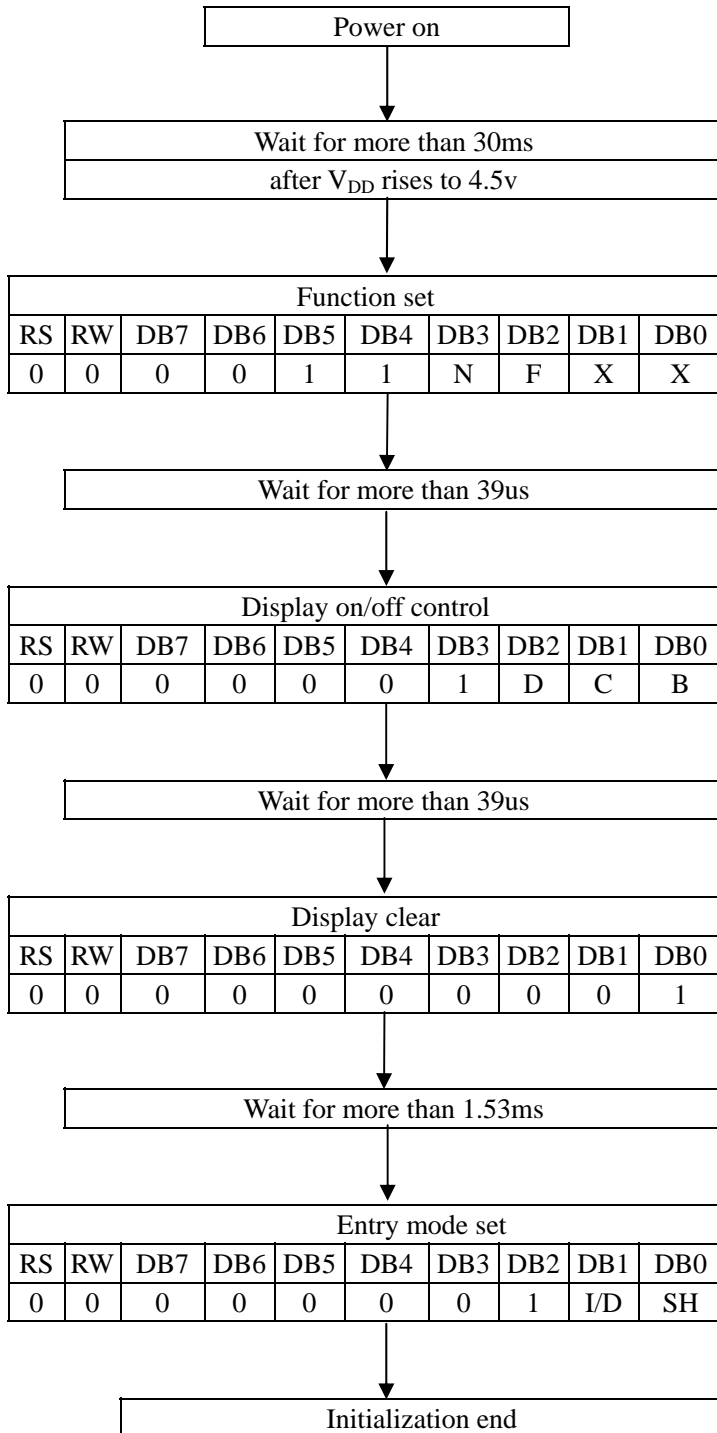 Power on
Wait for more than 30ms
after VDD rises to 4.5v
Function set
RS RW DB7 DB6 DB5 DB4 DB3 DB2 DB1 DB0
0 0 0 0 1 1 N F X X
Wait for more than 39us
Display on/off control
RS RW DB7 DB6 DB5 DB4 DB3 DB2 DB1 DB0
0 0 0 0 0 0 1 D C B
Wait for more than 39us
Display clear
RS RW DB7 DB6 DB5 DB4 DB3 DB2 DB1 DB0
0 0 0 0 0 0 0 0 0 1
Wait for more than 1.53ms
Entry mode set
RS RW DB7 DB6 DB5 DB4 DB3 DB2 DB1 DB0
0 0 0 0 0 0 0 1 I/D SH
Initialization end